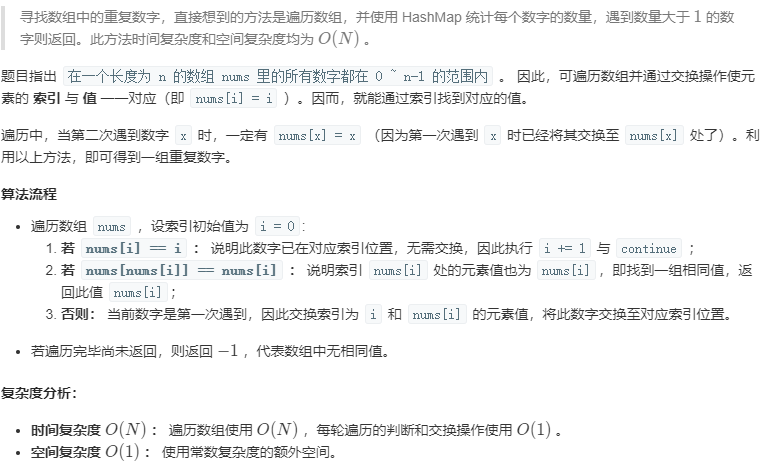 寻找数组中的重复数字，直接想到的方法是遍历数组，并使用 HashMap 统计每个数字的数量，遇到数量大于 1 的数
字则返回。此方法时间复杂度和空间复杂度均为 O(N) 。
题目指出 在一个长度为 n 的数组 nums 里的所有数字都在 0 ~ n-1 的范围内 。 因此，可遍历数组并通过交换操作使元
素的 索引 与 值 一一对应（即 nums[i] = i ）。因而，就能通过索引找到对应的值。
遍历中，当第二次遇到数字 x 时，一定有 nums[x] = x （因为第一次遇到 x 时已经将其交换至 nums[x] 处了）。利
用以上方法，即可得到一组重复数字。
算法流程
• 遍历数组 nums ，设索引初始值为 i = 0 :
1. 若 nums[i] == i ： 说明此数字已在对应索引位置，无需交换，因此执行 i += 1 与 continue ；
2. 若 nums[nums[i]] == nums[i] ： 说明索引 nums[i] 处的元素值也为 nums[i] ，即找到一组相同值，返
回此值 nums[i] ；
3. 否则： 当前数字是第一次遇到，因此交换索引为 i 和 nums[i] 的元素值，将此数字交换至对应索引位置。
• 若遍历完毕尚未返回，则返回 −1 ，代表数组中无相同值。
复杂度分析：
• 时间复杂度 O(N) ： 遍历数组使用 O(N) ，每轮遍历的判断和交换操作使用 O(1) 。
• 空间复杂度 O(1) ： 使用常数复杂度的额外空间。